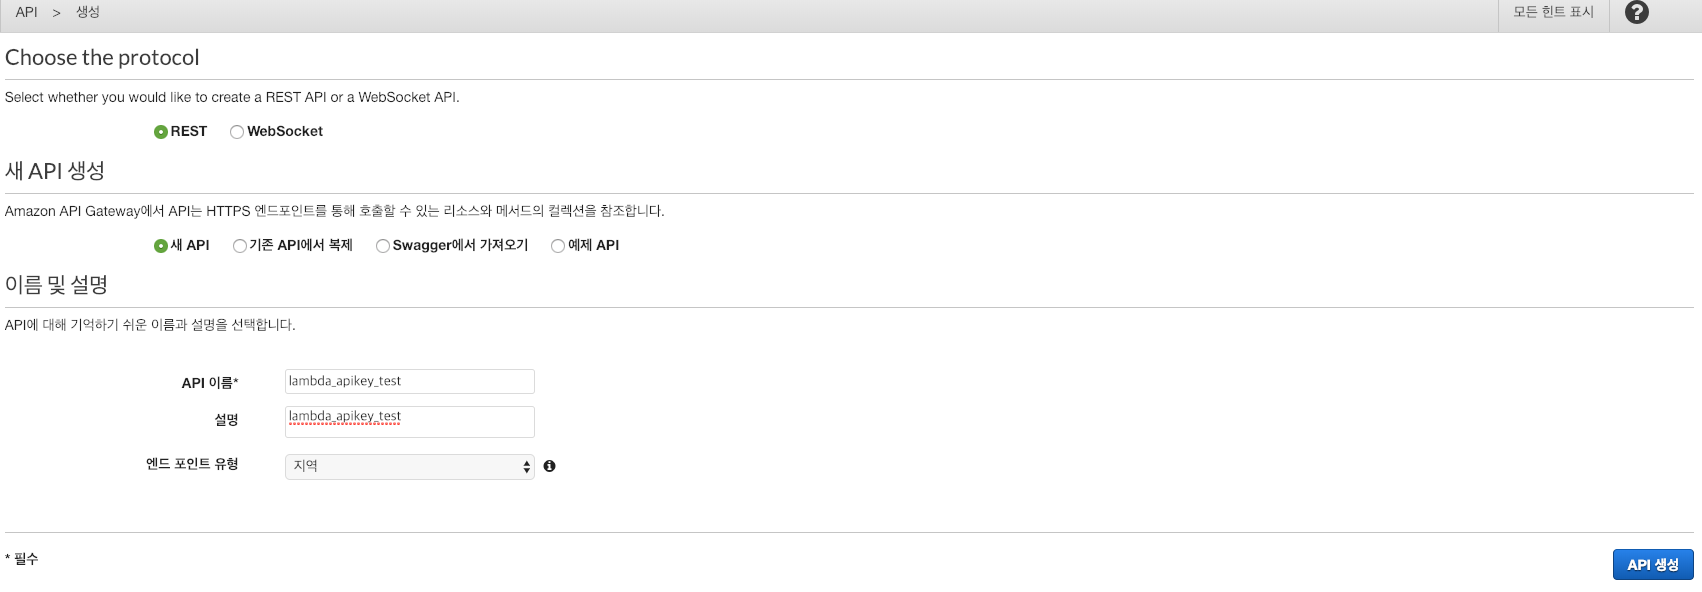 API > 생성 모든 힌트 표시 ?
Choose the protocol
Select whether you would like to create a REST API or a WebSocket API.
REST WebSocket
새 API 생성
Amazon API Gateway에서 API는 HTTPS 엔드포인트를 통해 호출할 수 있는 리소스와 메서드의 컬렉션을 참조합니다.
새 API 기존 API에서 복제 Swagger에서 가져오기 예제 API
이름 및 설명
API에 대해 기억하기 쉬운 이름과 설명을 선택합니다.
API 이름* lambda_apikey_test
설명 lambda_apikey_test
엔드 포인트 유형 지역
* 필수 API 생성